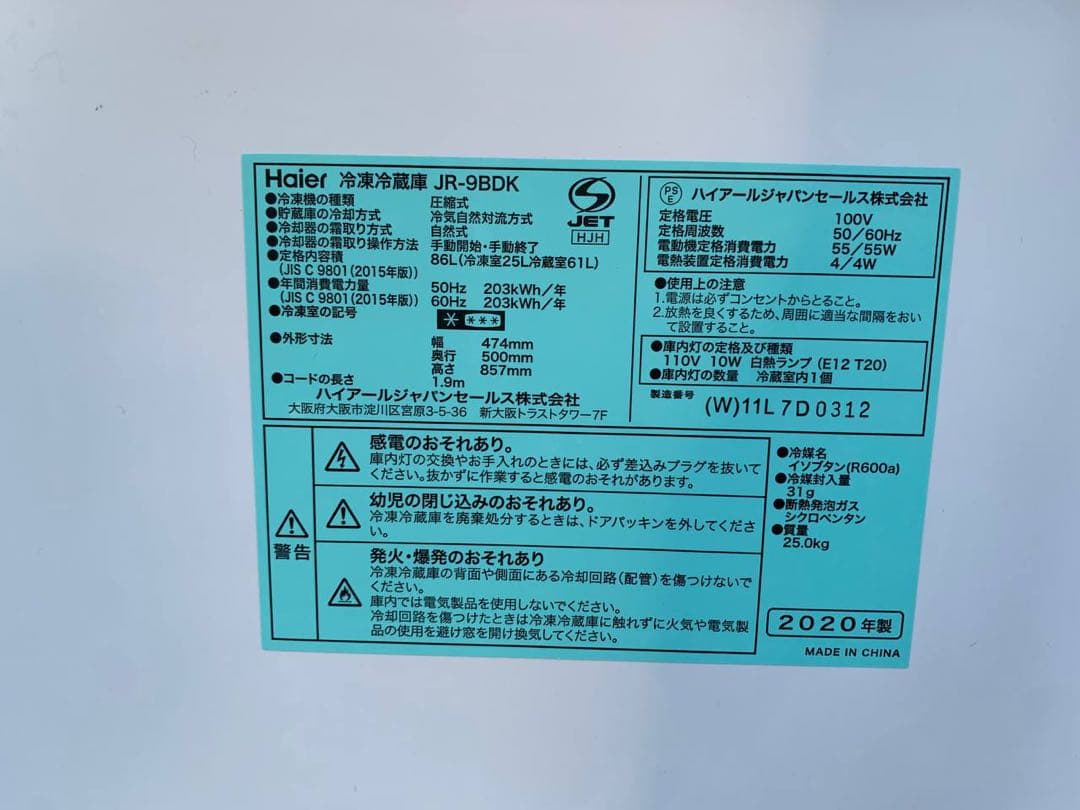 Haier 冷凍冷蔵庫 JR-9BDK
●冷凍機の種類 圧縮式
●貯蔵庫の冷却方式 冷気自然対流方式
●冷却器の霜取り方式 自然式
●冷却器の霜取り操作方法 手動開始・手動終了
●定格内容積 86L(冷凍室25L冷蔵室61L)
(JIS C 9801(2015年版))
●年間消費電力量 50Hz 203kWh/年
(JIS C 9801(2015年版)) 60Hz 203kWh/年
●冷凍室の記号
●外形寸法 幅 474mm
奥行 500mm
高さ 857mm
●コードの長さ 1.9m
ハイアールジャパンセールス株式会社
大阪府大阪市淀川区宮原3-5-36 新大阪トラストタワー7F
S
JET
HJH
PS
E
ハイアールジャパンセールス株式会社
定格電圧 100V
定格周波数 50/60Hz
電動機定格消費電力 55/55W
電熱装置定格消費電力 4/4W
●使用上の注意
1.電源は必ずコンセントからとること。
2.放熱を良くするため、周囲に適当な間隔をおい
て設置すること。
●庫内灯の定格及び種類
110V 10W 白熱ランプ(E12 T20)
●庫内灯の数量 冷蔵室内1個
製造番号 (W)11L7D0312
警告
感電のおそれあり。
庫内灯の交換やお手入れのときには、必ず差込みプラグを抜いて
ください。抜かずに作業すると感電のおそれがあります。
幼児の閉じ込めのおそれあり。
冷凍冷蔵庫を廃棄処分するときは、ドアパッキンを外してくださ
い。
発火・爆発のおそれあり
冷凍冷蔵庫の背面や側面にある冷却回路(配管)を傷つけないで
ください。
庫内では電気製品を使用しないでください。
冷却回路を傷つけたときは冷凍冷蔵庫に触れずに火気や電気製
品の使用を避け窓を開け換気してください。
●冷媒名
イソブタン(R600a)
●冷媒封入量
31g
●断熱発泡ガス
シクロペンタン
●質量
25.0kg
2020年製
MADE IN CHINA